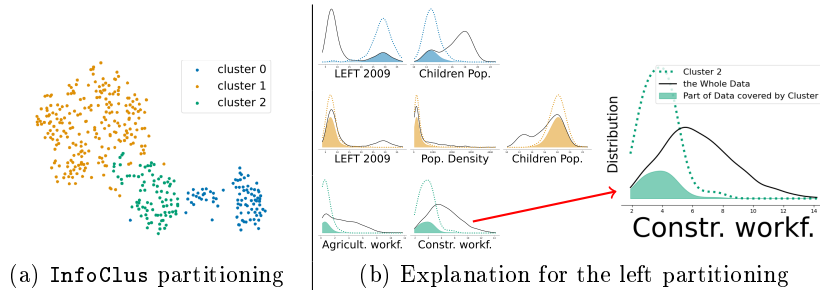 cluster 0
cluster 1
cluster 2
LEFT 2009
Children Pop.
LEFT 2009
Pop. Density
Children Pop.
Agricult. workf.
Constr. workf.
Distribution
Cluster 2
the Whole Data
Part of Data covered by Cluster
2 4 6 8 10 12 14
Constr. workf.
(a) InfoClus partitioning
(b) Explanation for the left partitioning